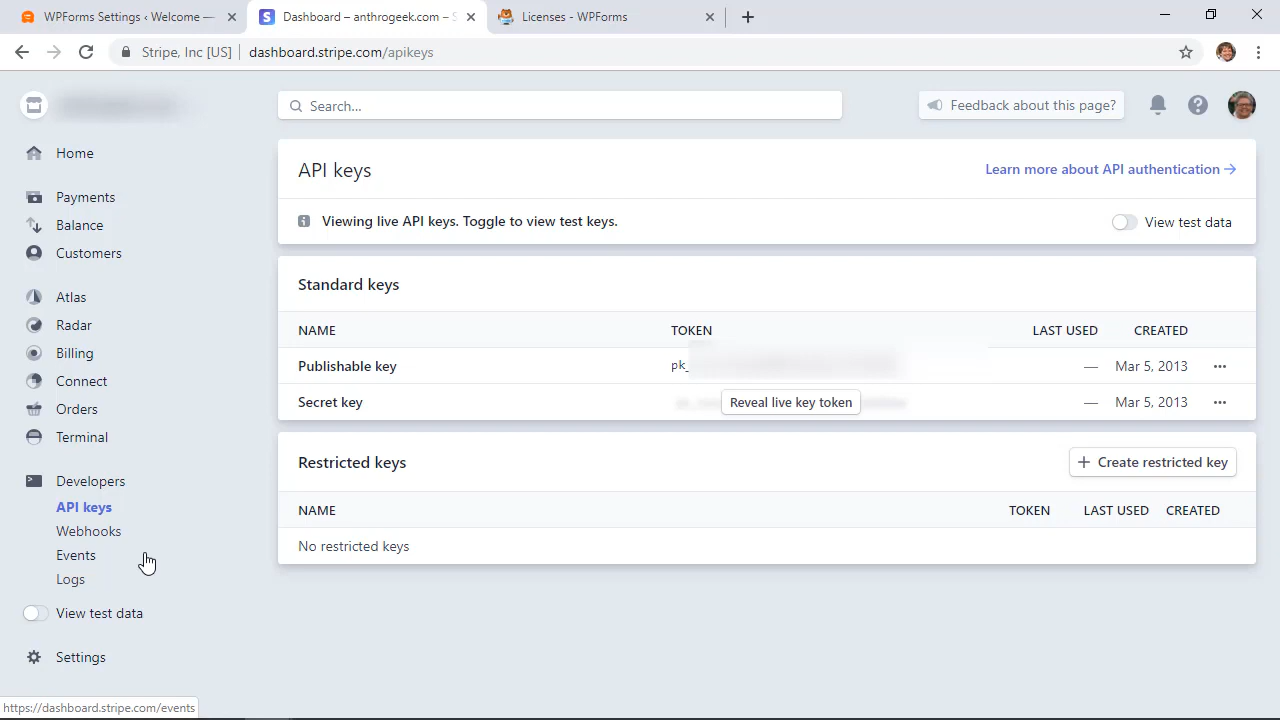 WPForms Settings ‹ Welcome —
Dashboard – anthrogeek.com – S
Licenses - WPForms
Stripe, Inc [US]
dashboard.stripe.com/apikeys
Search...
Feedback about this page?
Home
Payments
Balance
Customers
Atlas
Radar
Billing
Connect
Orders
Terminal
Developers
API keys
Webhooks
Events
Logs
View test data
Settings
API keys
Learn more about API authentication →
Viewing live API keys. Toggle to view test keys.
View test data
Standard keys
NAME TOKEN LAST USED CREATED
Publishable key pk_ — Mar 5, 2013 •••
Secret key Reveal live key token — Mar 5, 2013 •••
Restricted keys
+ Create restricted key
NAME TOKEN LAST USED CREATED
No restricted keys
https://dashboard.stripe.com/events